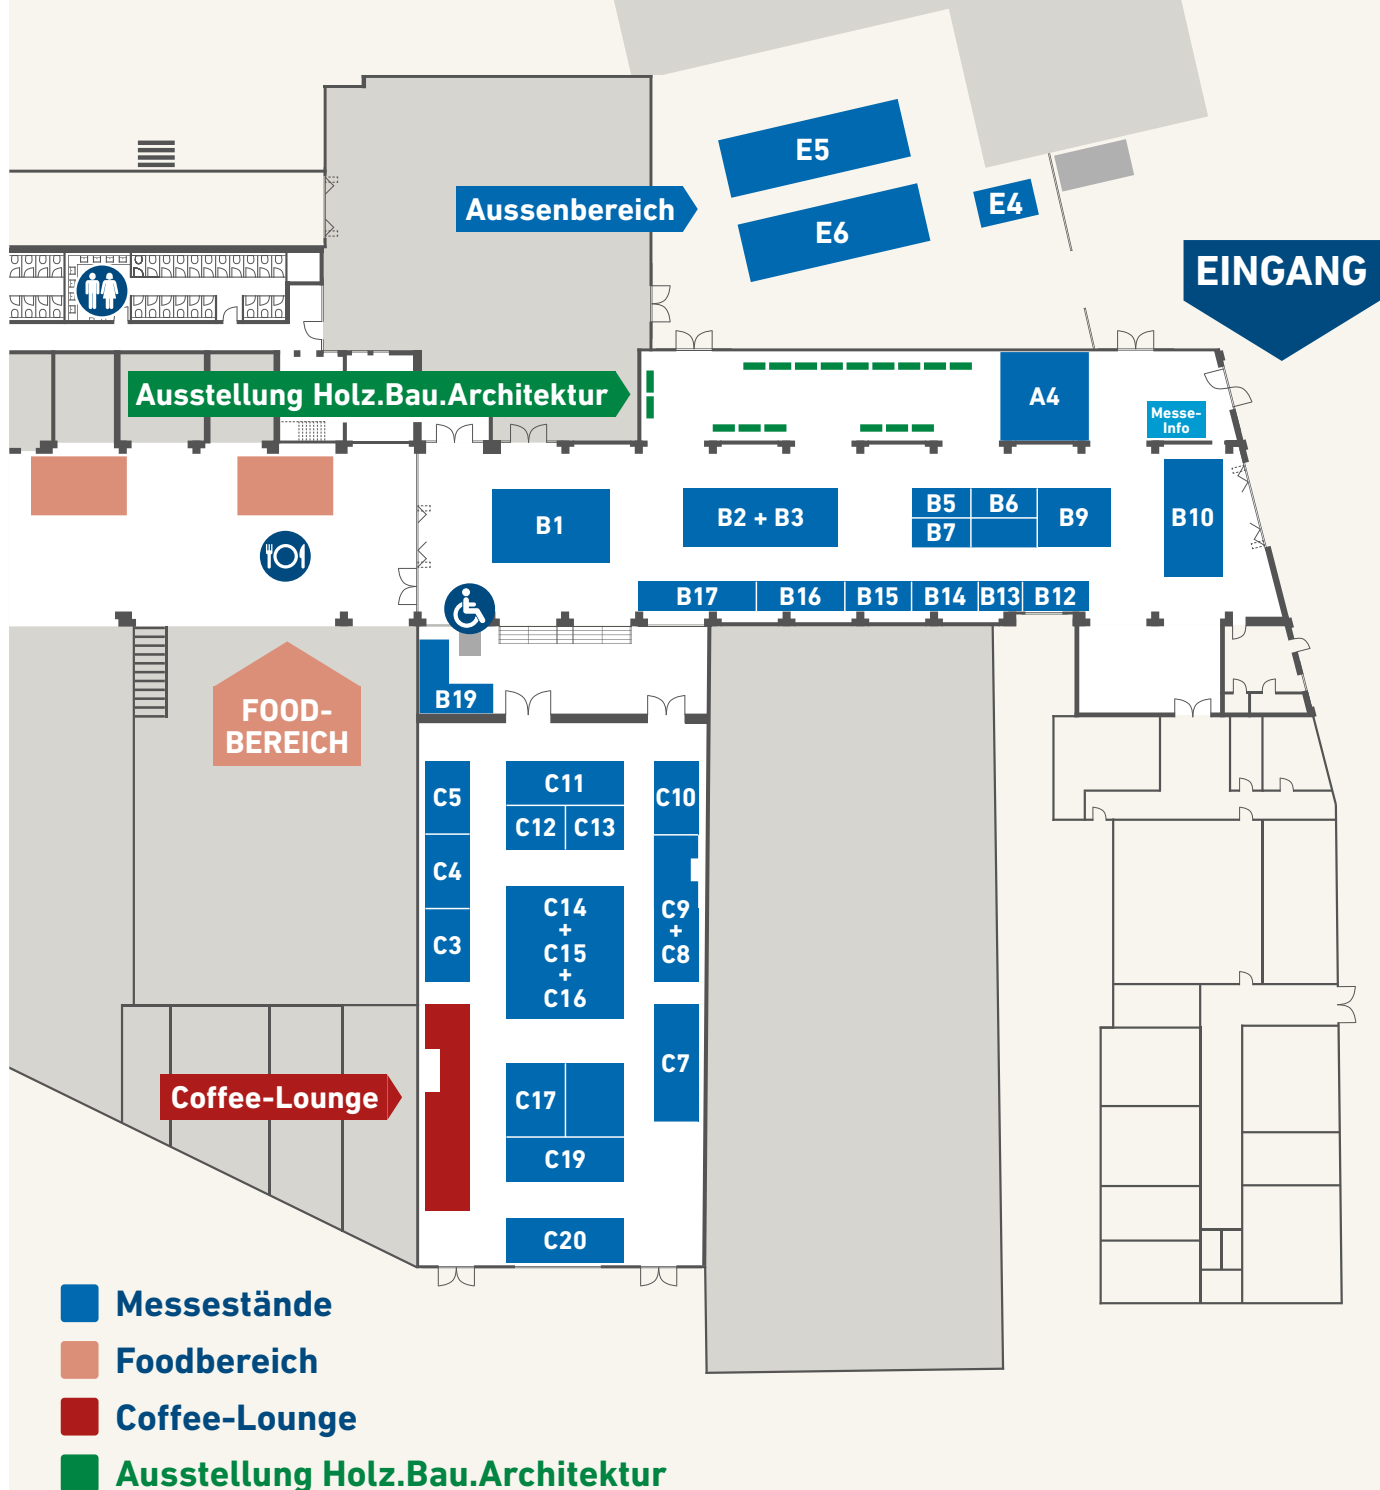 E5
Aussenbereich
E4
E6
EINGANG
Ausstellung Holz.Bau.Architektur
A4
Messe-
Info
B1
B2 + B3
B5
B6
B7
B9
B10
B17
B16
B15
B14
B13
B12
B19
FOOD-
BEREICH
C5
C11
C10
C12
C13
C4
C3
C14
+
C15
+
C16
C9
+
C8
C7
Coffee-Lounge
C17
C19
C20
Messestände
Foodbereich
Coffee-Lounge
Ausstellung Holz.Bau.Architektur